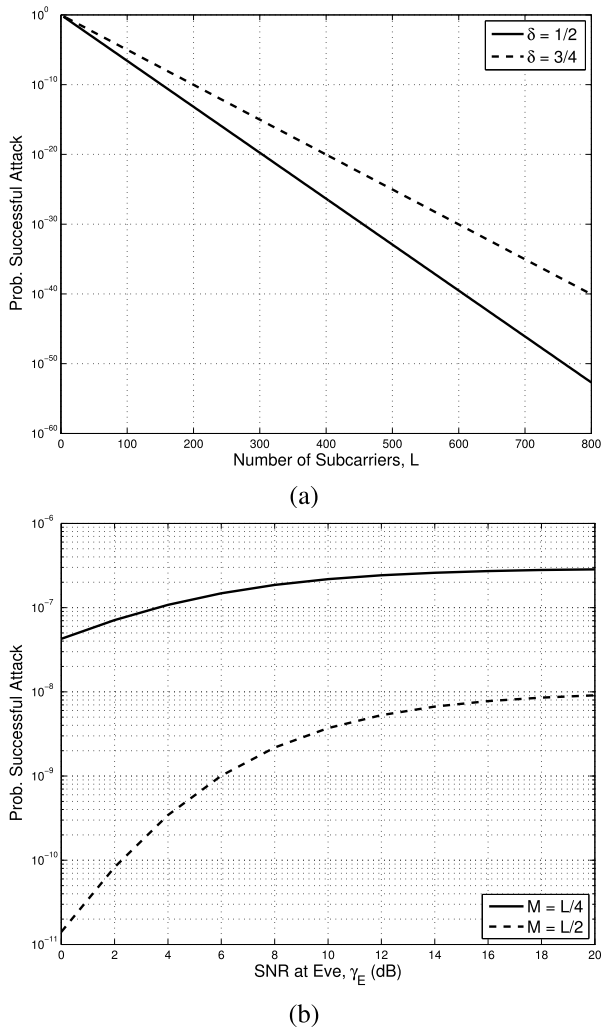 Prob. Successful Attack
10^0
10^−10
10^−20
10^−30
10^−40
10^−50
10^−60
δ = 1/2
δ = 3/4
0 100 200 300 400 500 600 700 800
Number of Subcarriers, L
(a)
Prob. Successful Attack
10^−6
10^−7
10^−8
10^−9
10^−10
10^−11
M = L/4
M = L/2
0 2 4 6 8 10 12 14 16 18 20
SNR at Eve, γ_E (dB)
(b)